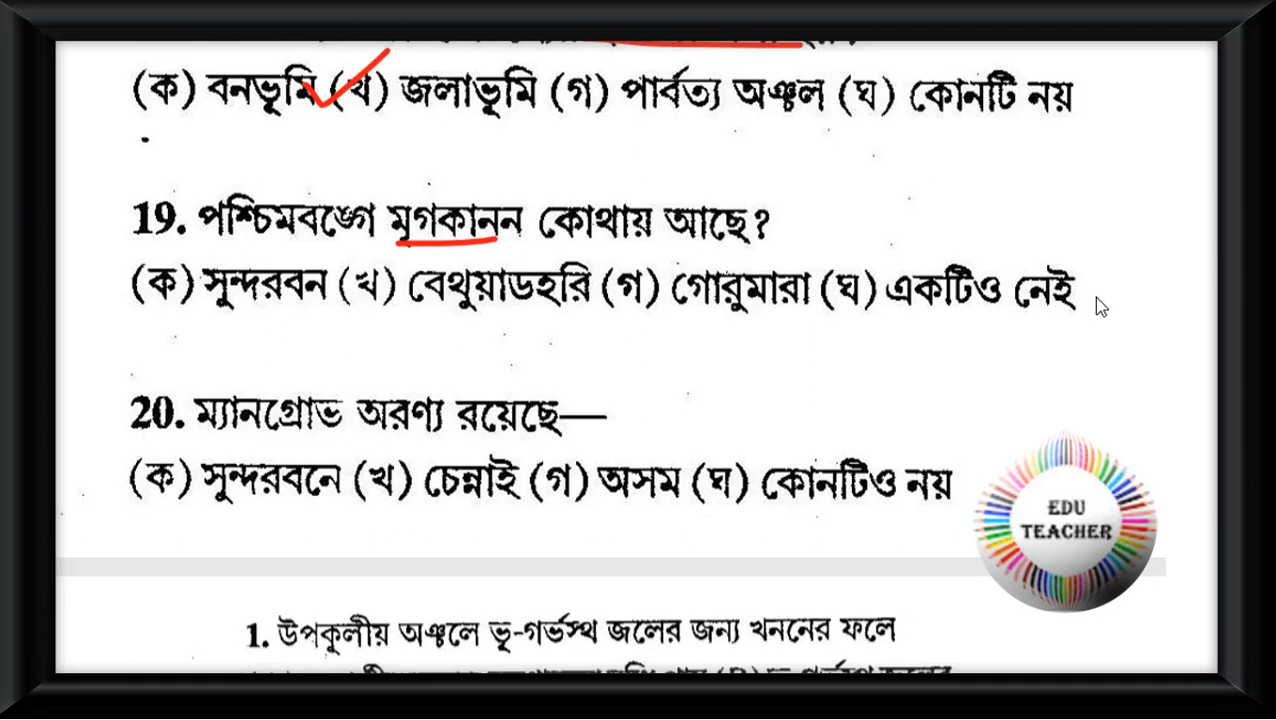 (ক) বনভূমি (খ) জলাভূমি (গ) পার্বত্য অঞ্চল (ঘ) কোনটি নয়
19. পশ্চিমবঙ্গে মৃগকানন কোথায় আছে?
(ক) সুন্দরবন (খ) বেথুয়াডহরি (গ) গোরুমারা (ঘ) একটিও নেই
20. ম্যানগ্রোভ অরণ্য রয়েছে—
(ক) সুন্দরবনে (খ) চেন্নাই (গ) অসম (ঘ) কোনটিও নয়
EDU
TEACHER
1. উপকূলীয় অঞ্চলে ভূ-গর্ভস্থ জলের জন্য খননের ফলে